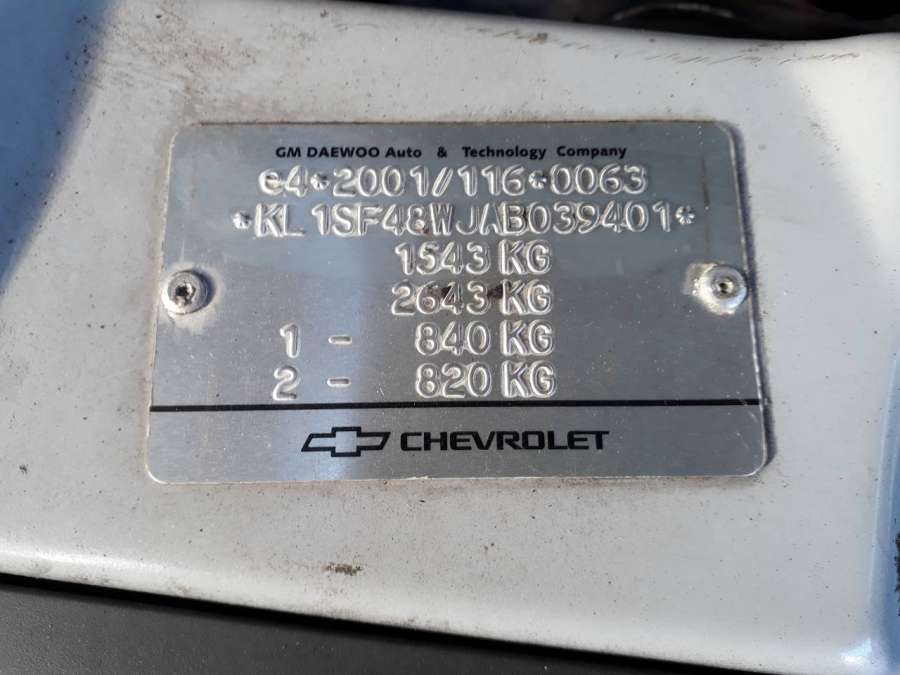 GM DAEWOO Auto & Technology Company
e4*2001/116*0063
*KL1SF48WJAB039401*
1543 KG
2643 KG
1 - 840 KG
2 - 820 KG
CHEVROLET